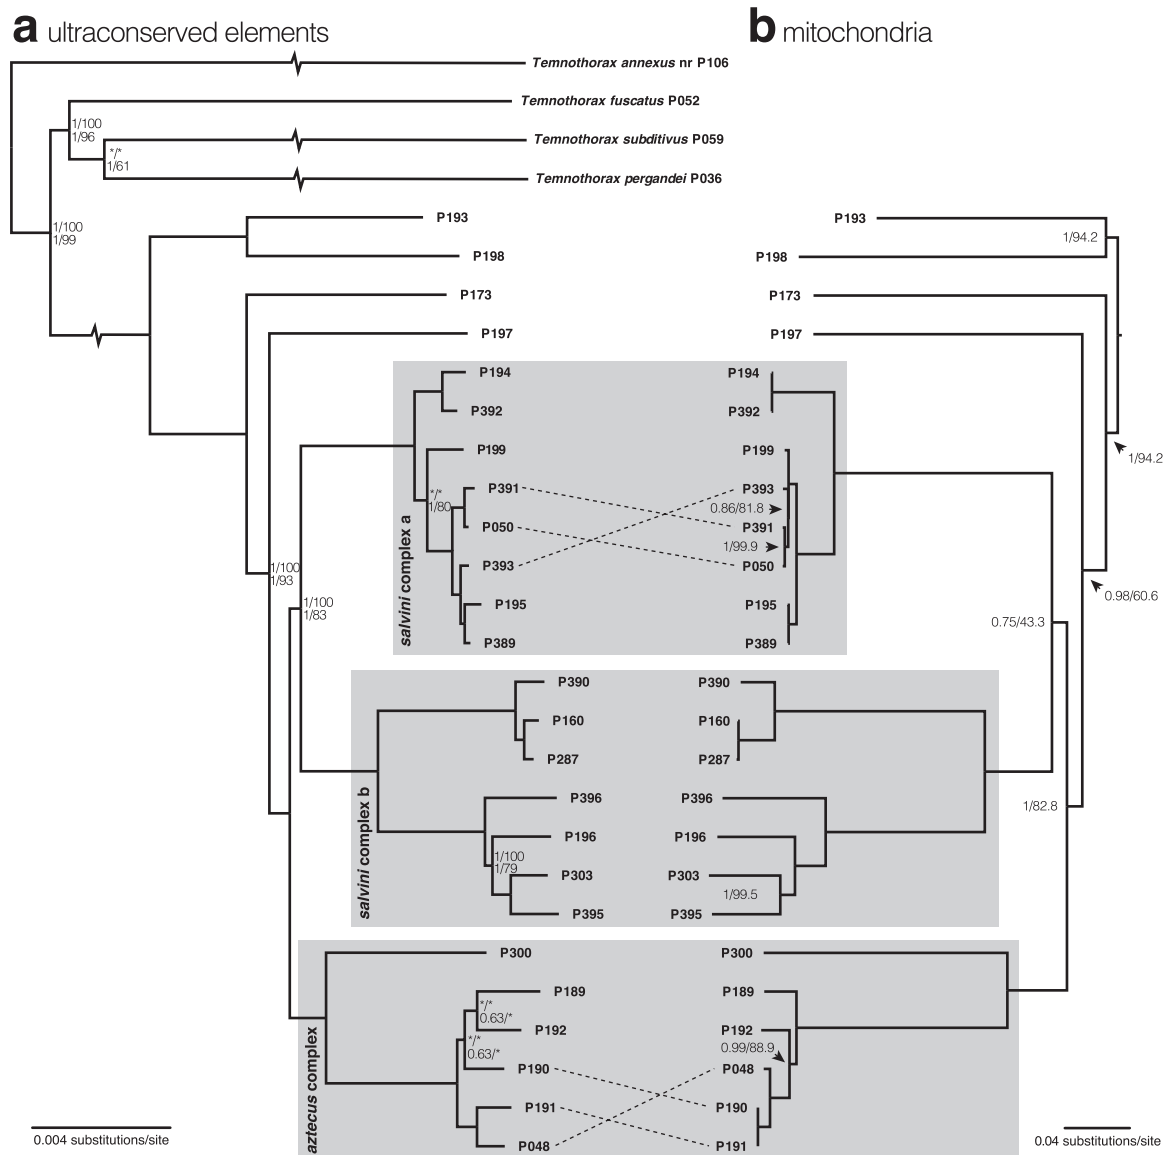 a ultraconserved elements
b mitochondria
Temnothorax annexus nr P106
Temnothorax fuscatus P052
1/100
1/96
Temnothorax subditivus P059
*/*
1/61
Temnothorax pergandei P036
1/100
1/99
P193
P193
1/94.2
P198
P198
P173
P173
P197
P197
P194
P194
P392
P392
1/94.2
P199
P199
P391
P393
*/*
1/80
0.86/81.8
P050
P391
1/99.9
P393
P050
1/100
1/93
0.98/60.6
1/100
1/83
P195
P195
0.75/43.3
P389
P389
salvini complex a
P390
P390
P160
P160
P287
P287
P396
P396
1/82.8
P196
P196
1/100
1/79
P303
P303
1/99.5
P395
P395
salvini complex b
P300
P300
P189
P189
*/*
0.63/*
P192
P192
*/*
0.63/*
0.99/88.9
P190
P048
P191
P190
P048
P191
aztecus complex
0.004 substitutions/site
0.04 substitutions/site